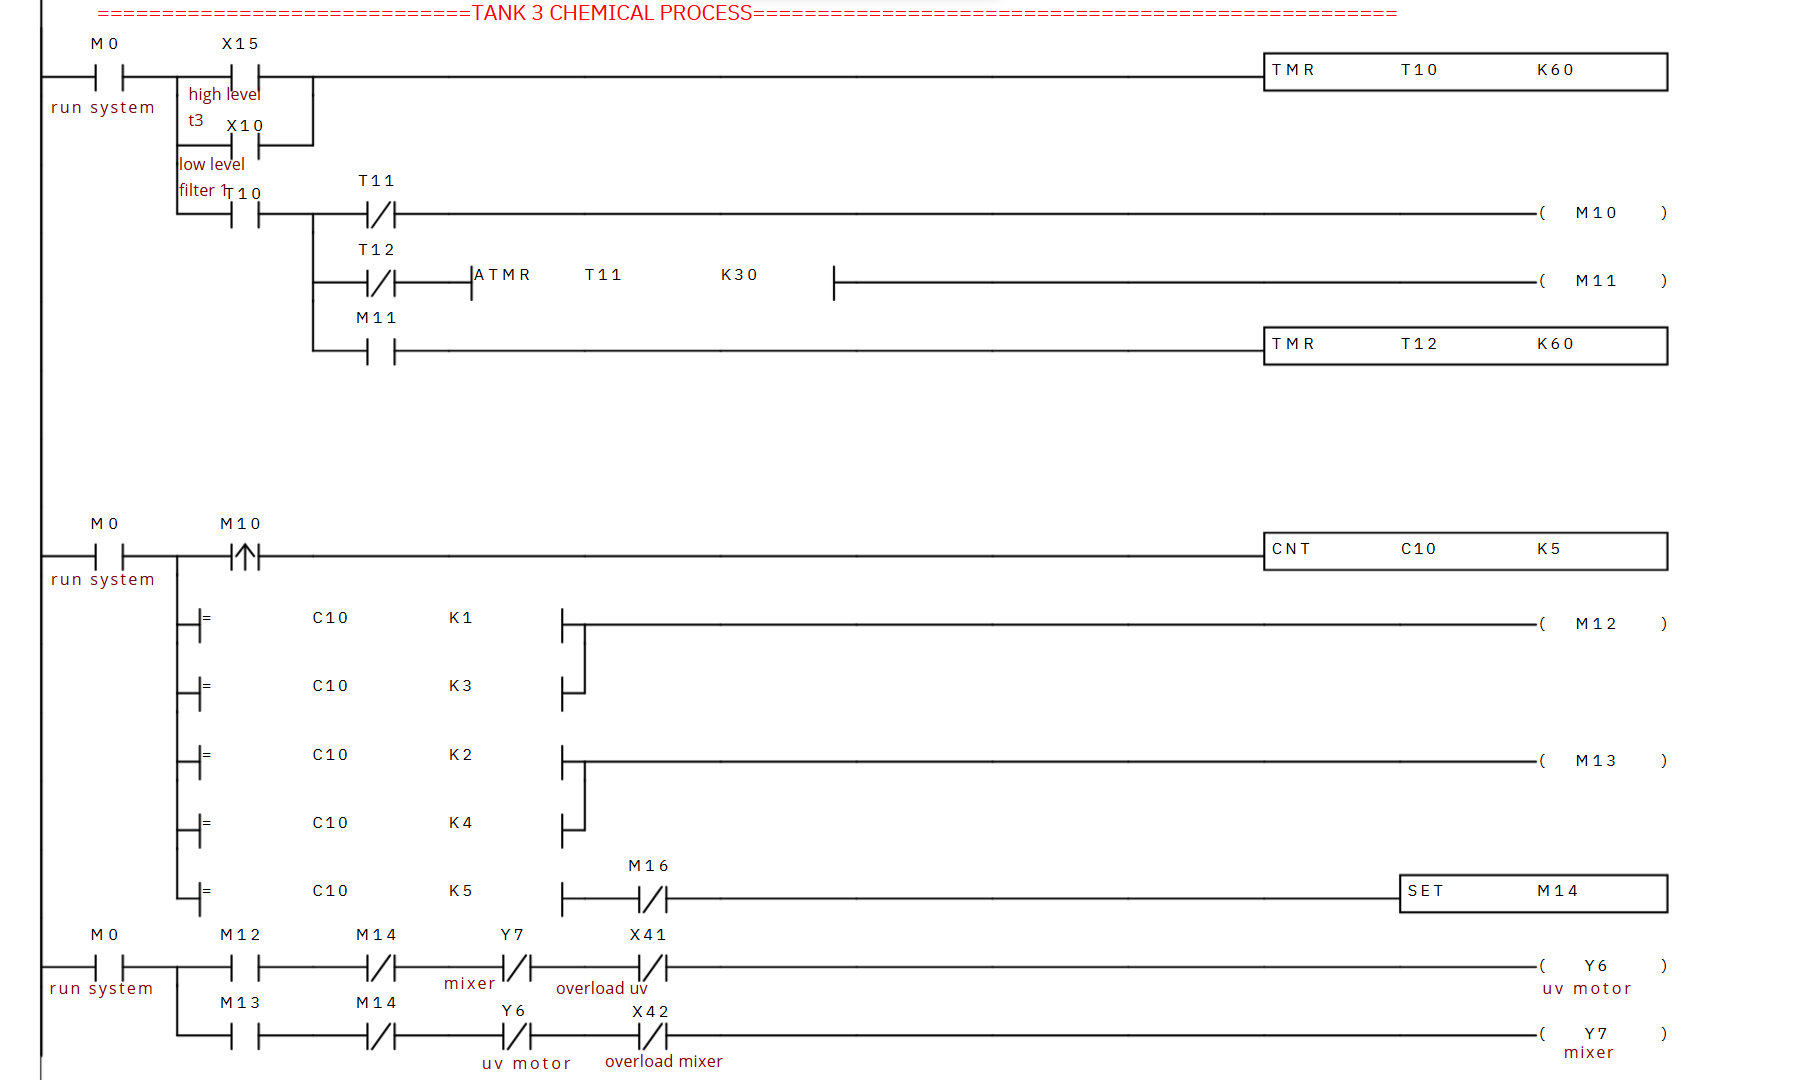 ==============================TANK 3 CHEMICAL PROCESS====================================================
M0 X15
TMR T10 K60
run system high level
t3 X10
low level
filter 1 T10
T11
( M10 )
T12
ATMR T11 K30 ( M11 )
M11
TMR T12 K60
M0 M10
CNT C10 K5
run system
= C10 K1 ( M12 )
= C10 K3
= C10 K2 ( M13 )
= C10 K4
M16
= C10 K5 SET M14
M0 M12 M14 Y7 X41
( Y6 )
run system mixer overload uv uv motor
M13 M14 Y6 X42
( Y7 )
uv motor overload mixer mixer